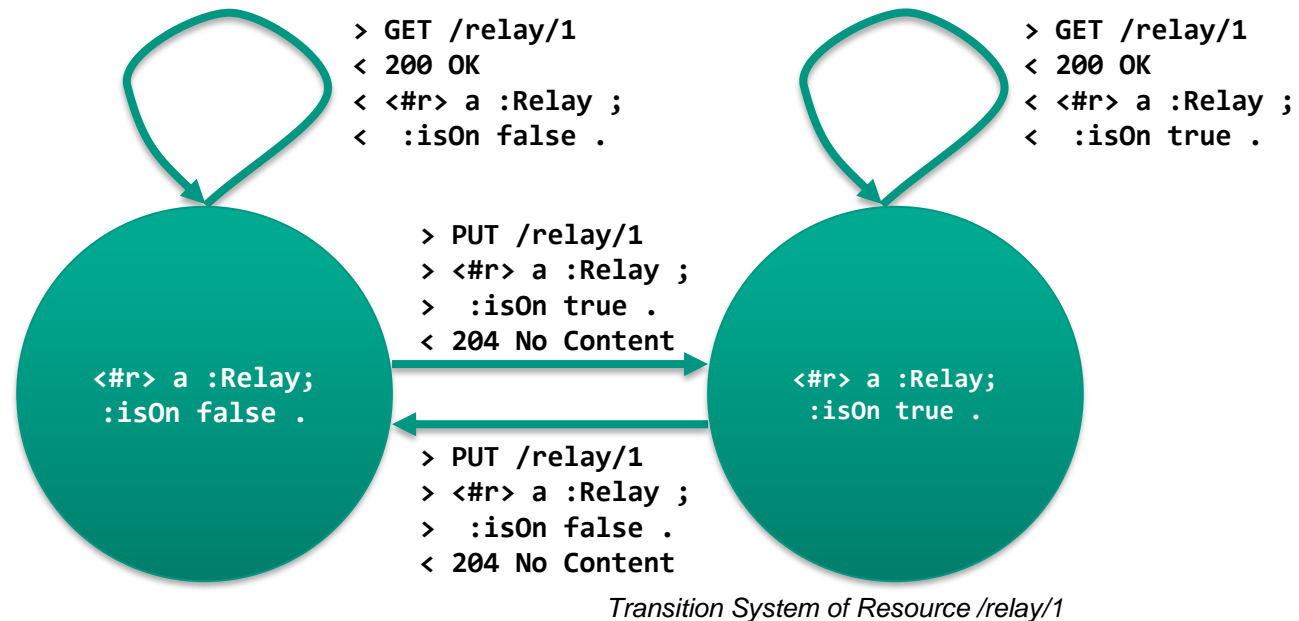 > GET /relay/1
< 200 OK
< <#r> a :Relay ;
<  :isOn false .
> GET /relay/1
< 200 OK
< <#r> a :Relay ;
<  :isOn true .
> PUT /relay/1
> <#r> a :Relay ;
>  :isOn true .
< 204 No Content
<#r> a :Relay;
:isOn false .
<#r> a :Relay;
:isOn true .
> PUT /relay/1
> <#r> a :Relay ;
>  :isOn false .
< 204 No Content
Transition System of Resource /relay/1